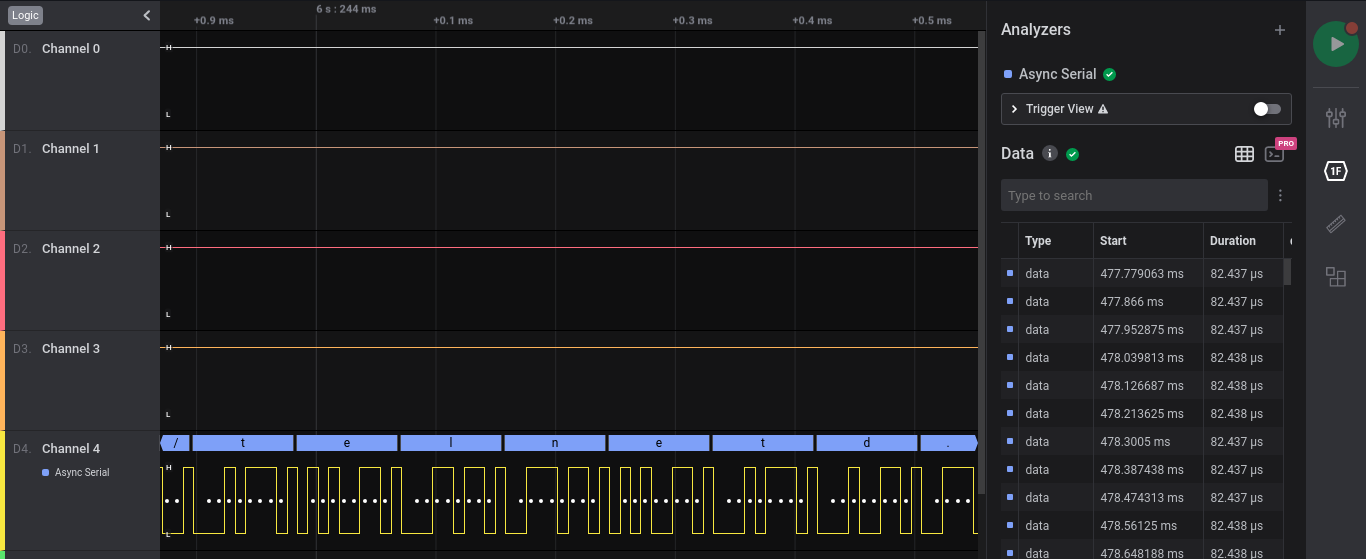 Logic
6 s : 244 ms
+0.9 ms +0.1 ms +0.2 ms +0.3 ms +0.4 ms +0.5 ms
D0. Channel 0
H
L
D1. Channel 1
H
L
D2. Channel 2
H
L
D3. Channel 3
H
L
D4. Channel 4
Async Serial
/ t e l n e t d .
H
L
Analyzers
Async Serial
Trigger View
Data
PRO
1F
Type to search
Type Start Duration
data 477.779063 ms 82.437 µs
data 477.866 ms 82.437 µs
data 477.952875 ms 82.437 µs
data 478.039813 ms 82.438 µs
data 478.126687 ms 82.438 µs
data 478.213625 ms 82.437 µs
data 478.3005 ms 82.437 µs
data 478.387438 ms 82.437 µs
data 478.474313 ms 82.437 µs
data 478.56125 ms 82.438 µs
data 478.648188 ms 82.438 µs